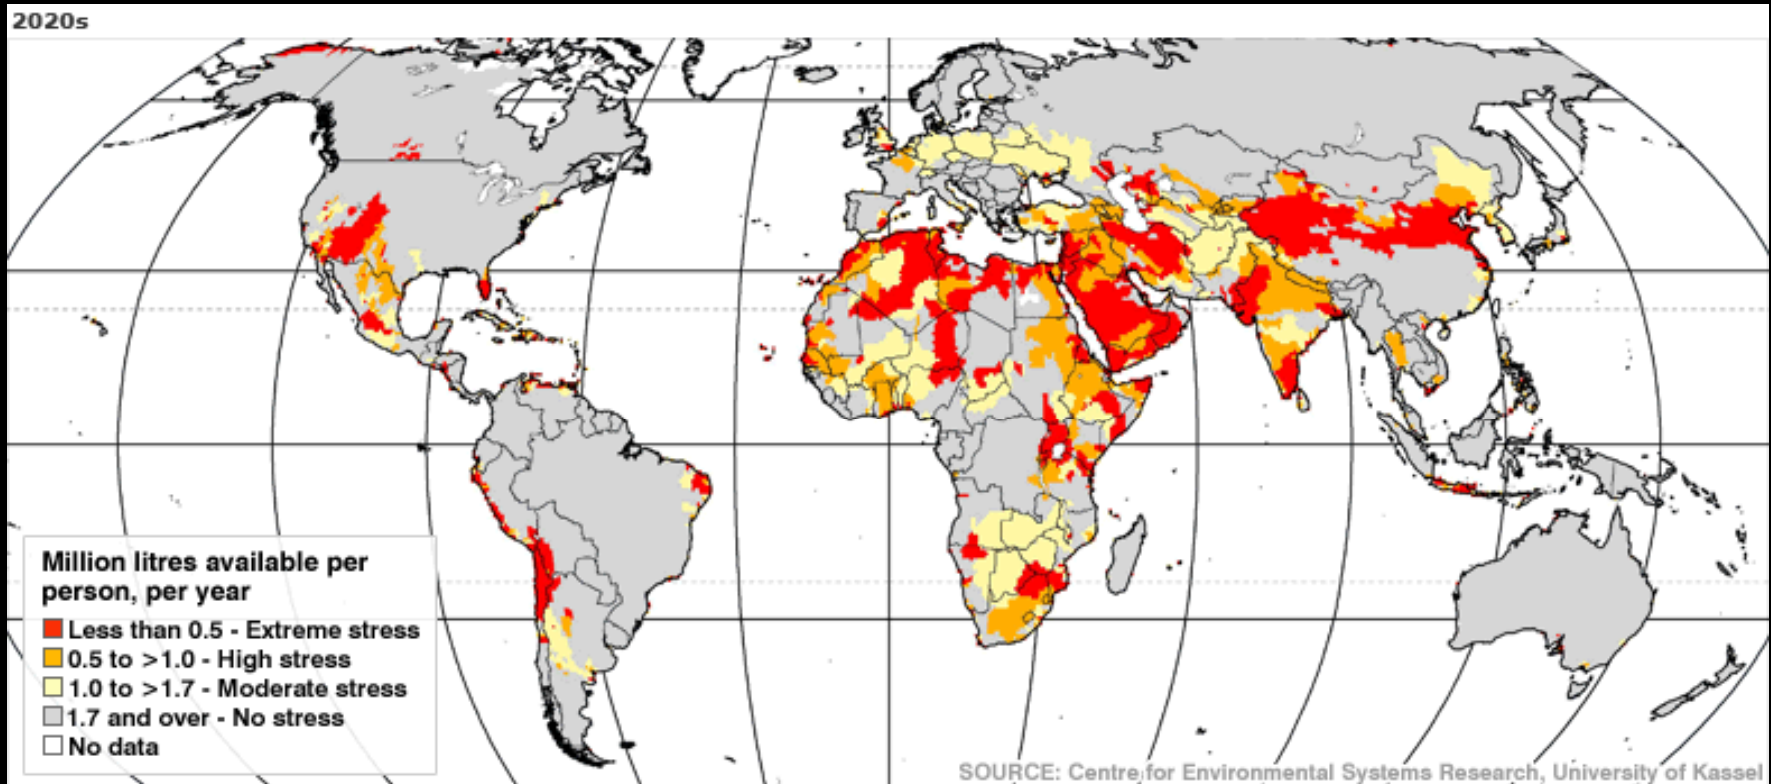 2020s
Million litres available per
person, per year
Less than 0.5 - Extreme stress
0.5 to >1.0 - High stress
1.0 to >1.7 - Moderate stress
1.7 and over - No stress
No data
SOURCE: Centre for Environmental Systems Research, University of Kassel